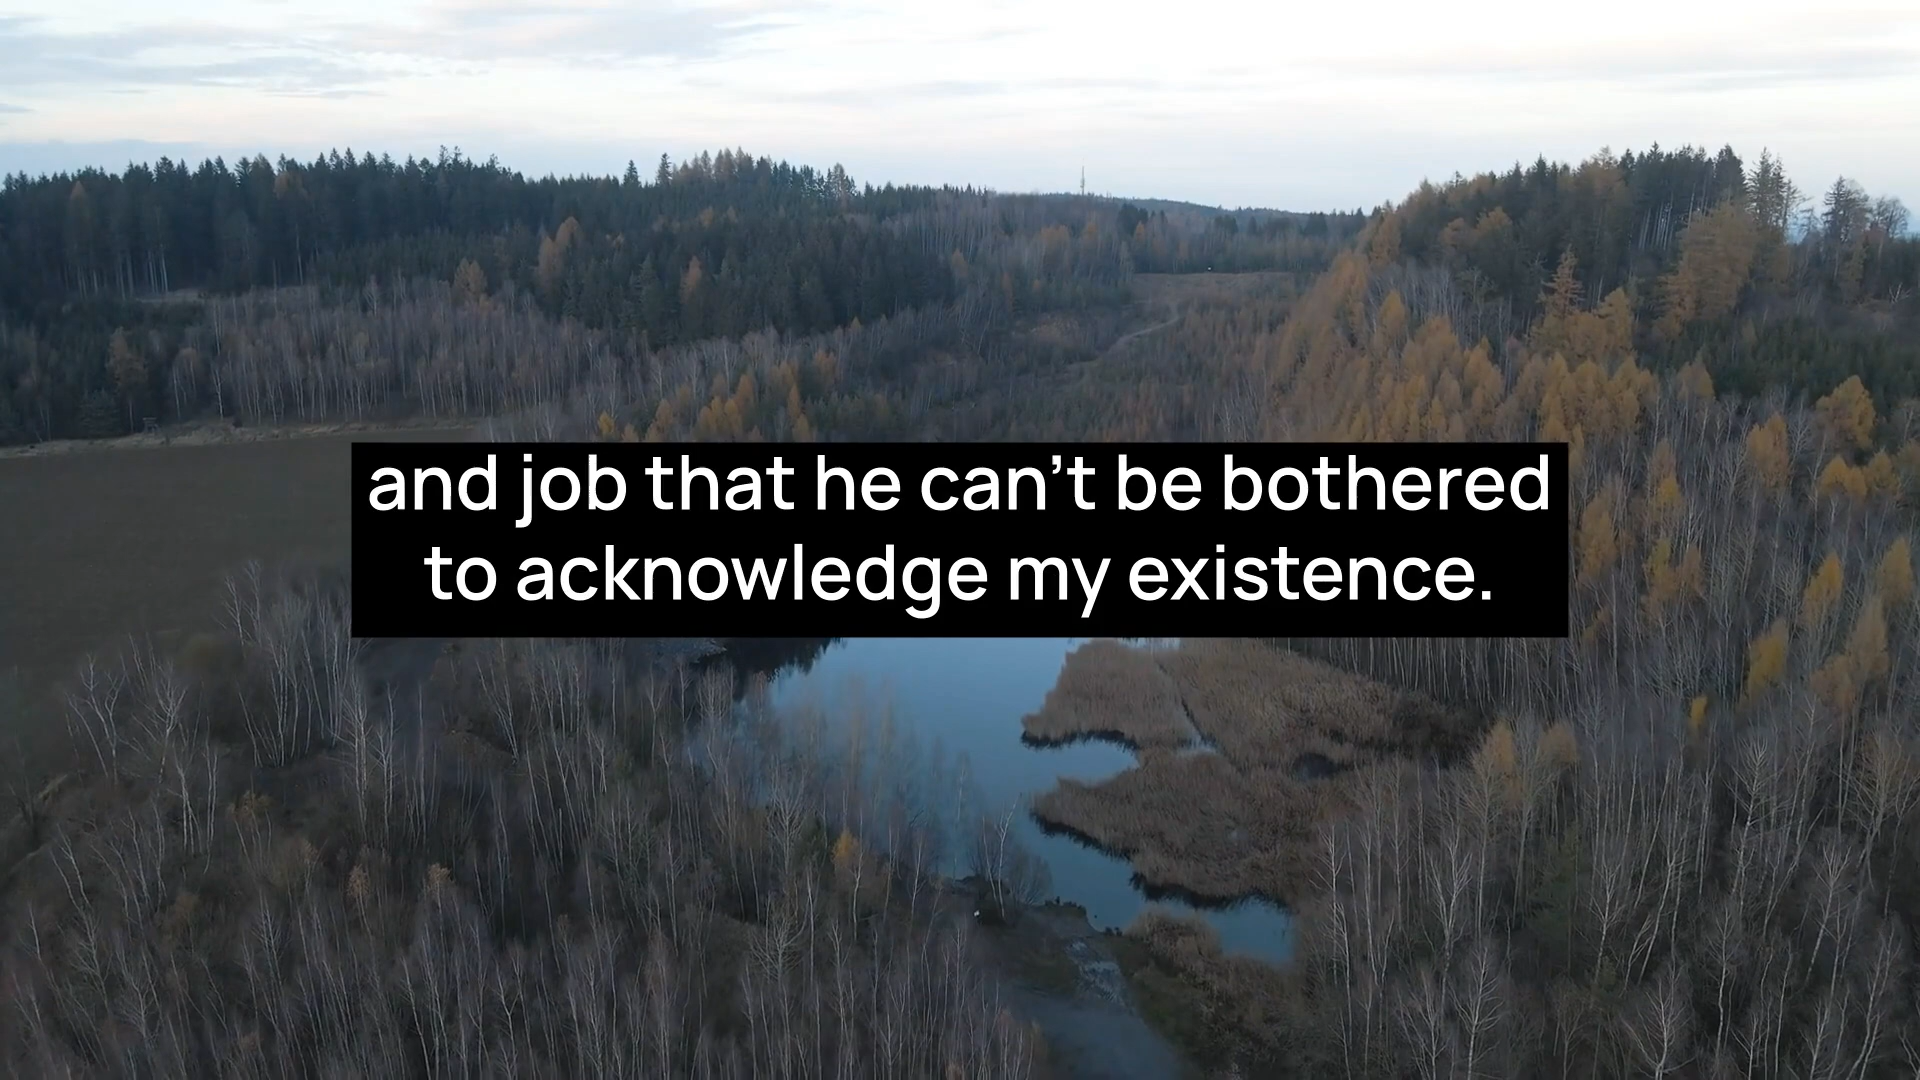 and job that he can’t be bothered
to acknowledge my existence.